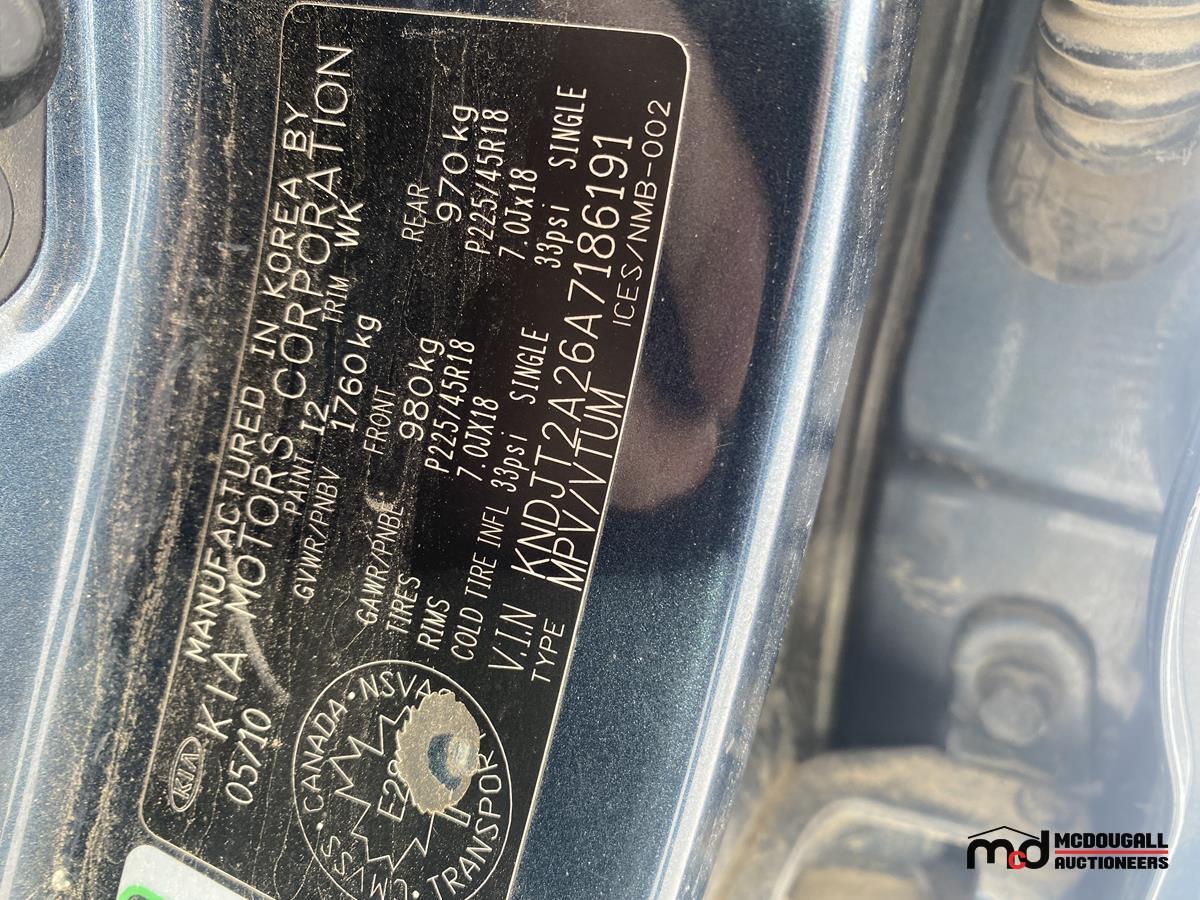 KIA MANUFACTURED IN KOREA BY
KIA MOTORS CORPORATION
05/10 PAINT 12 TRIM WK
GVWR/PNBV 1760kg
FRONT REAR
GAWR/PNBE 980kg 970kg
TIRES P225/45R18 P225/45R18
RIMS 7.0JX18 7.0Jx18
COLD TIRE INFL 33psi SINGLE 33psi SINGLE
V.I.N KNDJT2A26A7186191
TYPE MPV/VTUM ICES/NMB-002
CANADA · NSVAC
TRANSPOR
mcd MCDOUGALL
AUCTIONEERS